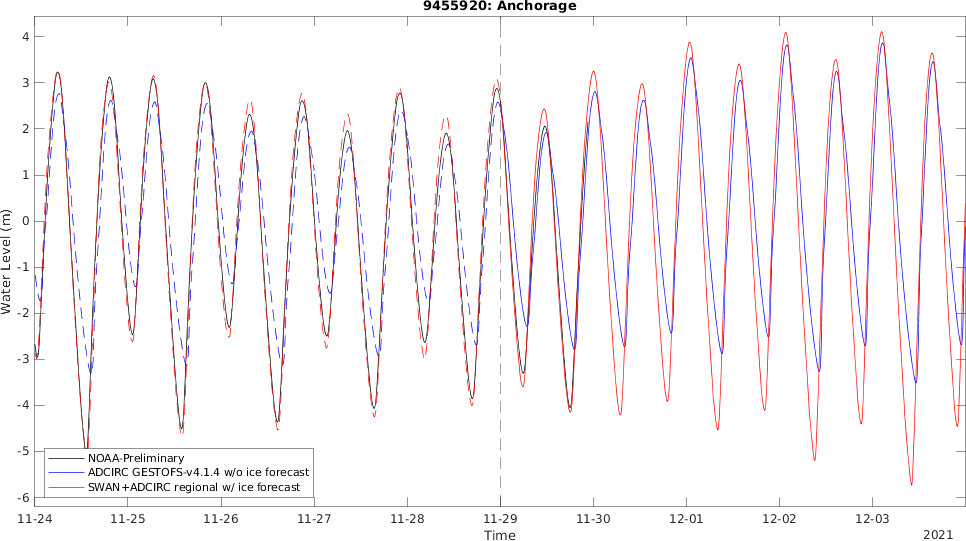 9455920: Anchorage
4
3
2
1
0
-1
-2
-3
-4
-5
-6
Water Level (m)
NOAA-Preliminary
ADCIRC GESTOFS-v4.1.4 w/o ice forecast
SWAN+ADCIRC regional w/ ice forecast
11-24 11-25 11-26 11-27 11-28 11-29 11-30 12-01 12-02 12-03
Time
2021